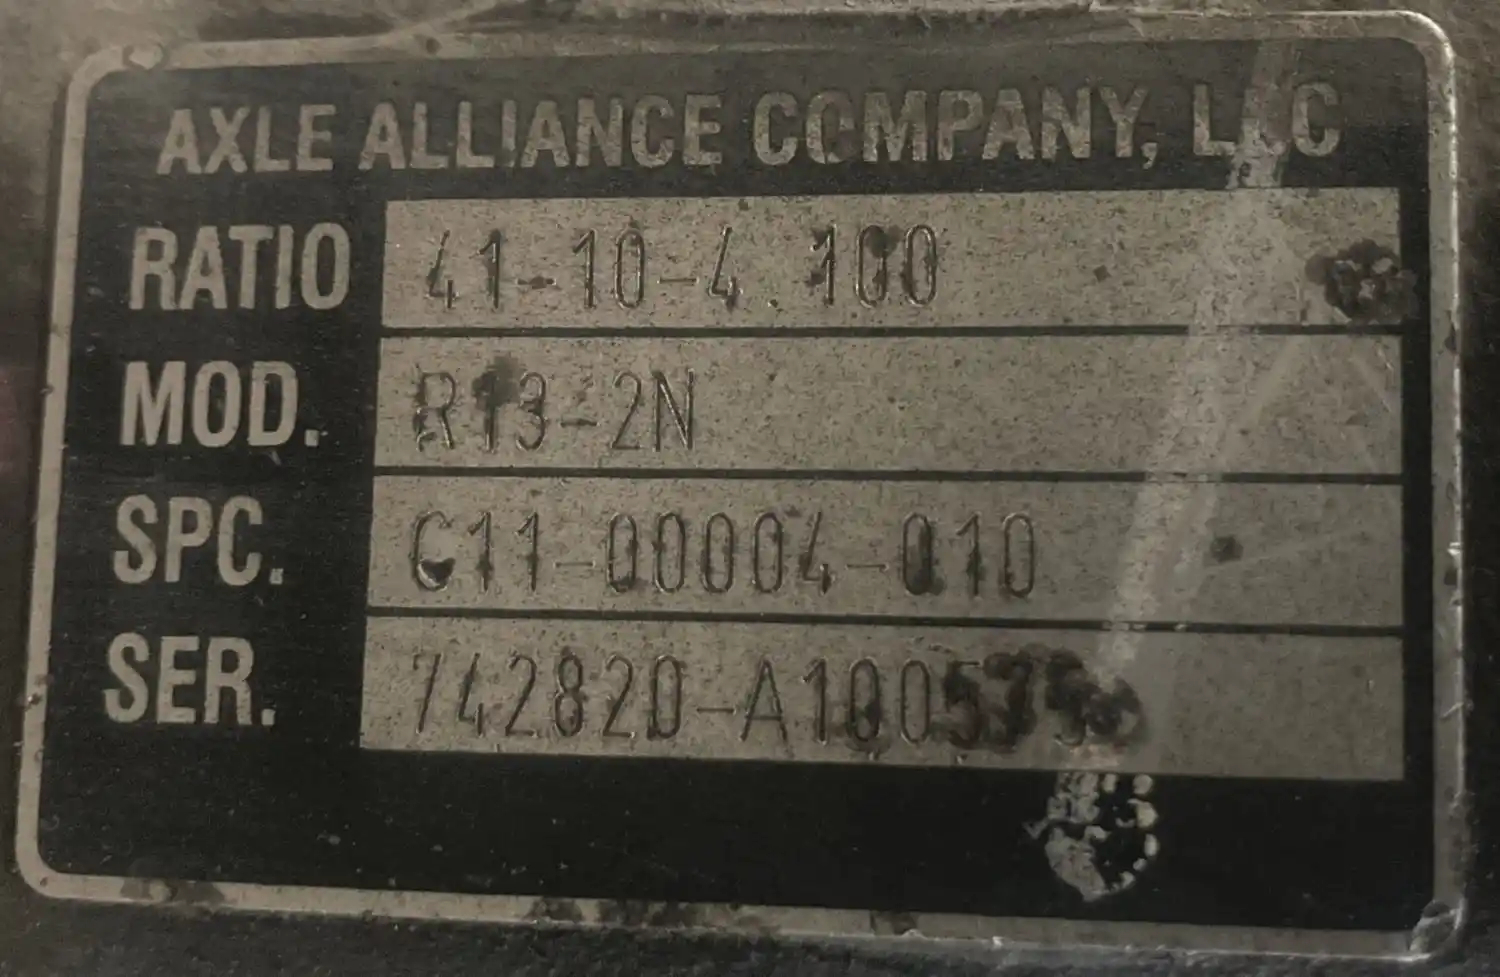 AXLE ALLIANCE COMPANY, LLC
RATIO 41-10-4.100
MOD. R13-2N
SPC. C11-00004-010
SER.